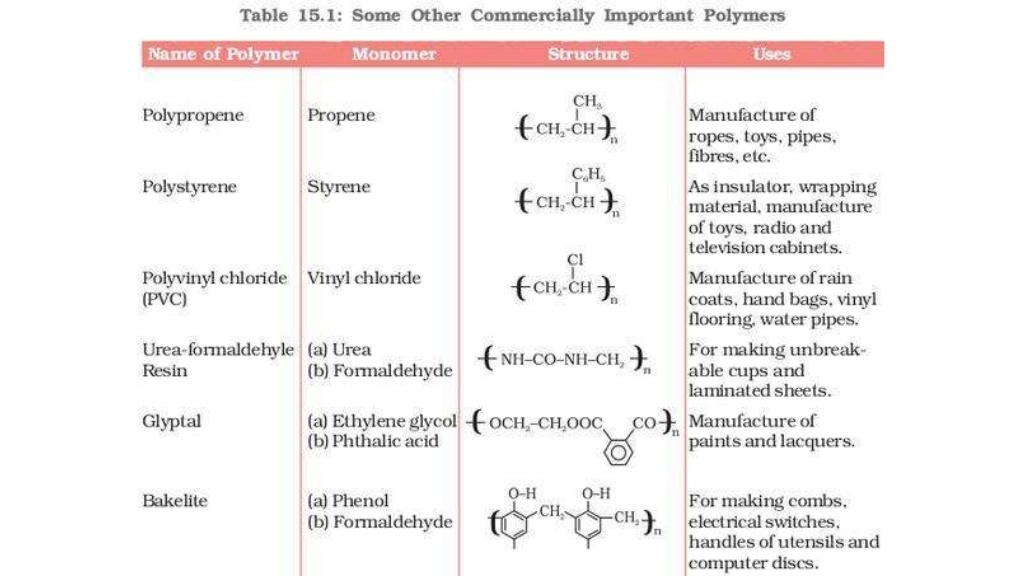 Table 15.1: Some Other Commercially Important Polymers
Name of Polymer Monomer Structure Uses
Polypropene Propene CH₃ Manufacture of
( CH₂-CH )n ropes, toys, pipes,
fibres, etc.
Polystyrene Styrene C₆H₅ As insulator, wrapping
( CH₂-CH )n material, manufacture
of toys, radio and
television cabinets.
Polyvinyl chloride Vinyl chloride Cl Manufacture of rain
(PVC) ( CH₂-CH )n coats, hand bags, vinyl
flooring, water pipes.
Urea-formaldehyle (a) Urea ( NH–CO–NH–CH₂ )n For making unbreak-
Resin (b) Formaldehyde able cups and
laminated sheets.
Glyptal (a) Ethylene glycol ( OCH₂–CH₂OOC CO )n Manufacture of
(b) Phthalic acid paints and lacquers.
Bakelite (a) Phenol O–H O–H For making combs,
(b) Formaldehyde ( CH₂ CH₂ )n electrical switches,
handles of utensils and
computer discs.